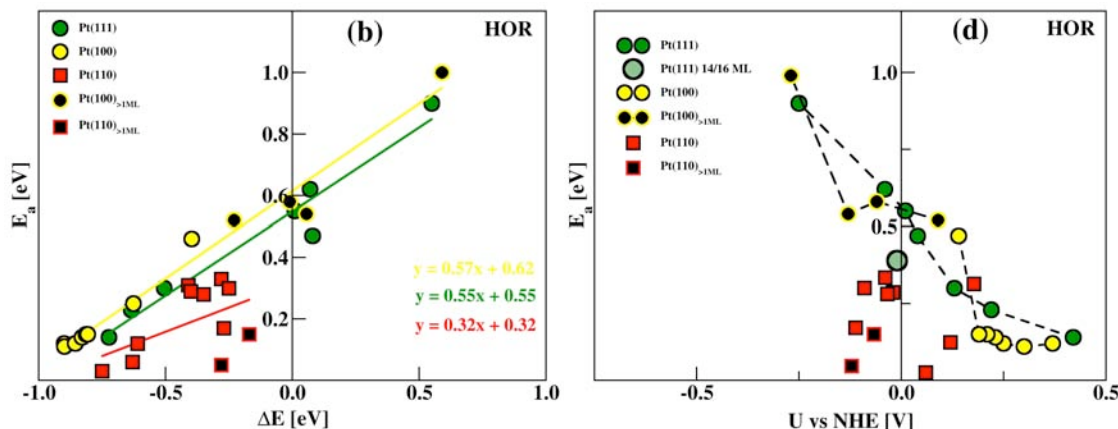 (b)
HOR
Pt(111)
Pt(100)
Pt(110)
Pt(100)>1ML
Pt(110)>1ML
1.0
0.8
0.6
0.4
0.2
Ea [eV]
y = 0.57x + 0.62
y = 0.55x + 0.55
y = 0.32x + 0.32
-1.0
-0.5
0.0
0.5
1.0
ΔE [eV]
(d)
HOR
Pt(111)
Pt(111) 14/16 ML
Pt(100)
Pt(100)>1ML
Pt(110)
Pt(110)>1ML
1.0
0.5
Ea [eV]
-0.5
0.0
0.5
U vs NHE [V]